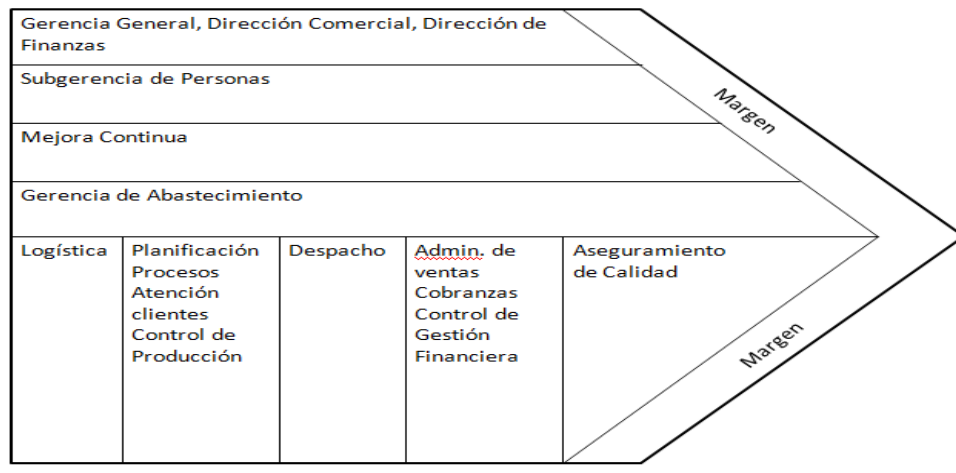 Gerencia General, Dirección Comercial, Dirección de
Finanzas
Subgerencia de Personas
Mejora Continua
Gerencia de Abastecimiento
Margen
Logística
Planificación
Procesos
Atención
clientes
Control de
Producción
Despacho
Admin. de
ventas
Cobranzas
Control de
Gestión
Financiera
Aseguramiento
de Calidad
Margen